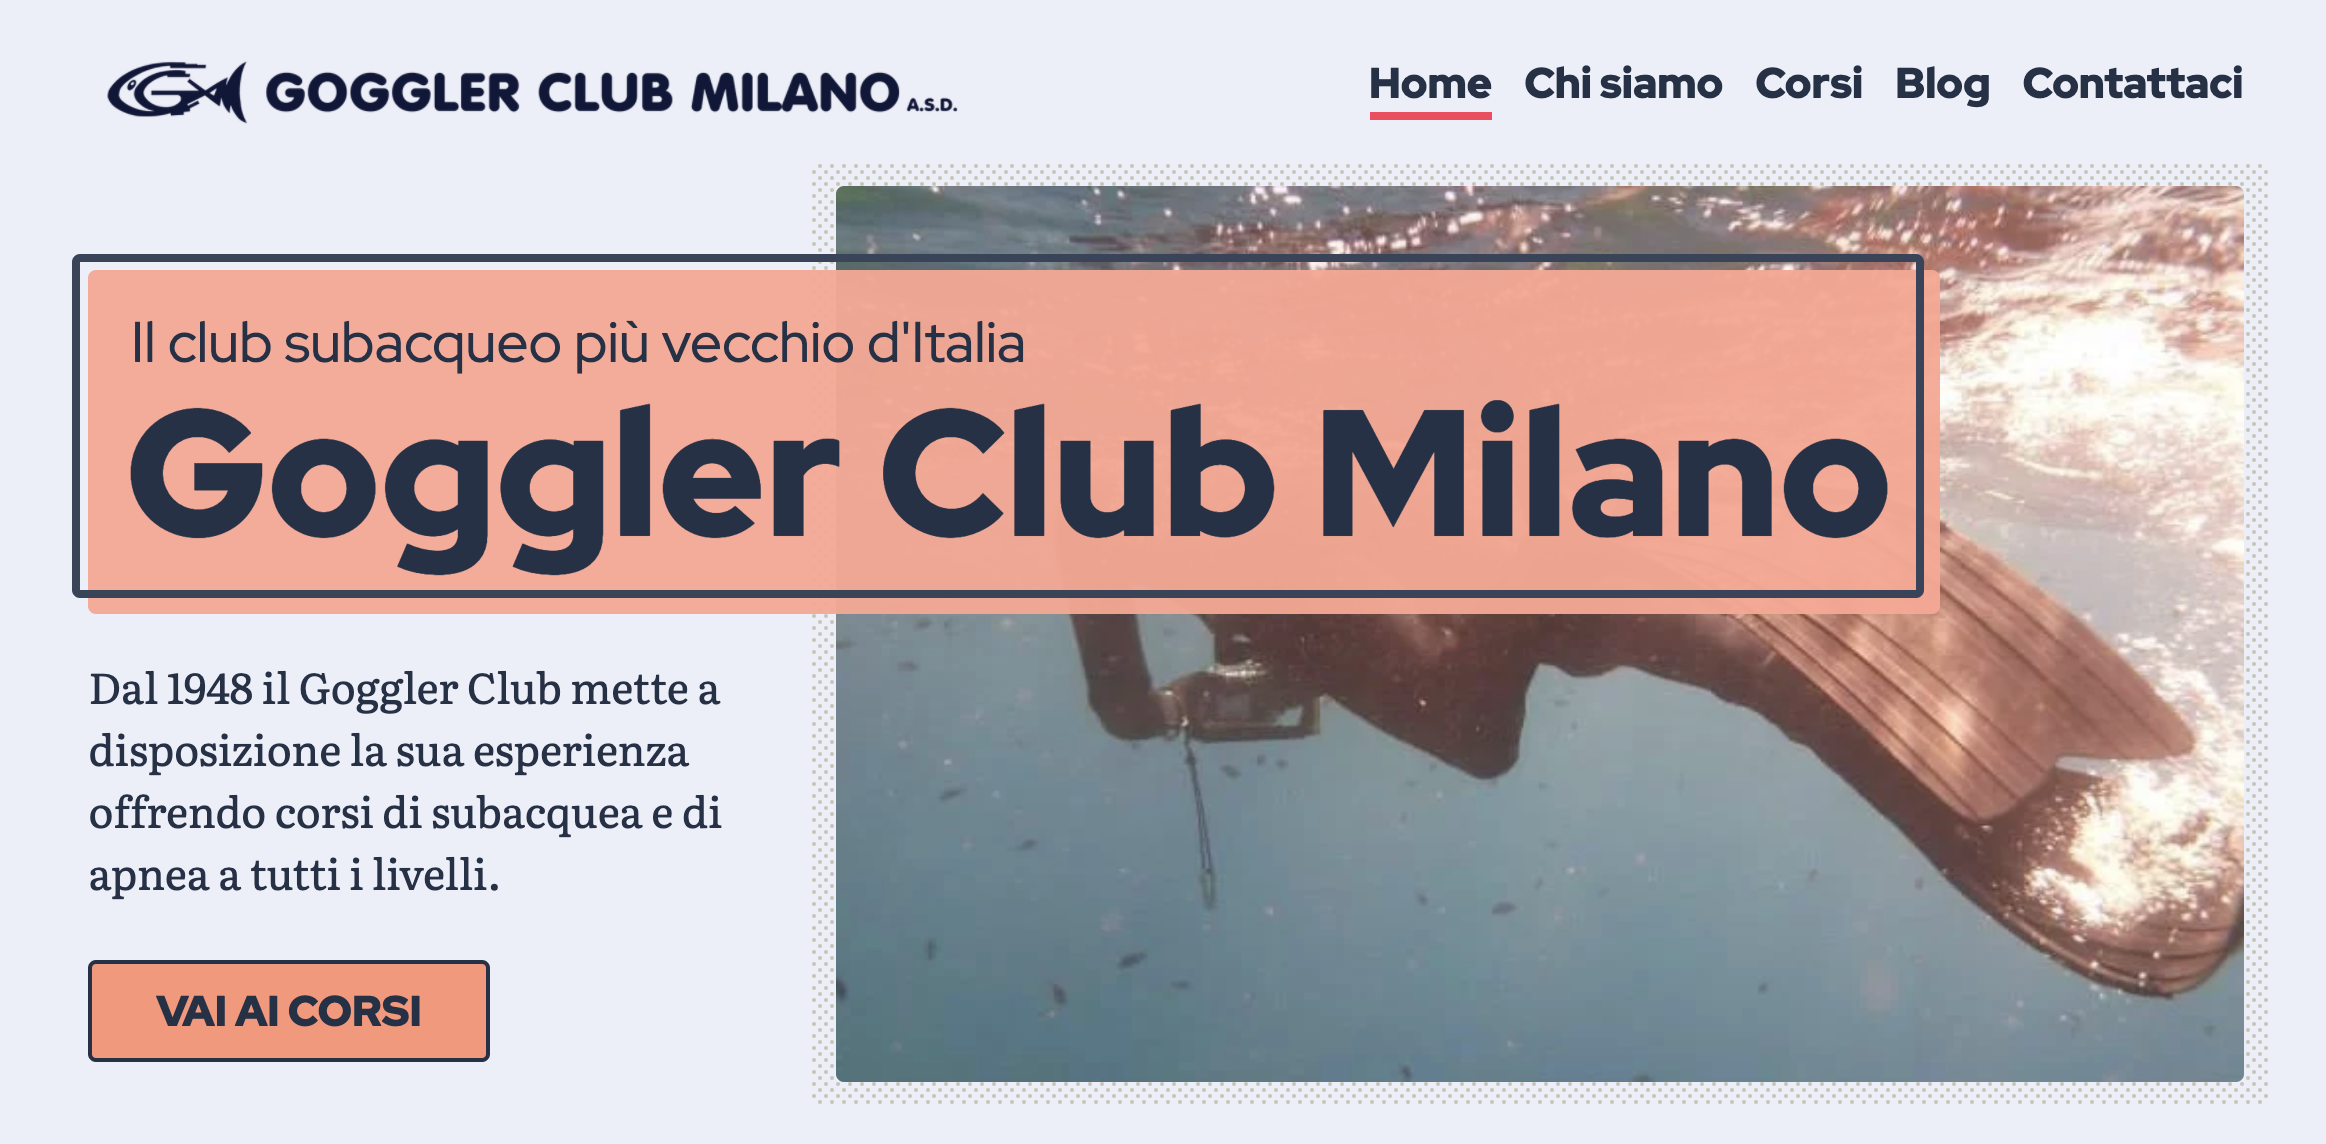 GOGGLER CLUB MILANO A.S.D.
Home Chi siamo Corsi Blog Contattaci
Il club subacqueo più vecchio d'Italia
Goggler Club Milano
Dal 1948 il Goggler Club mette a
disposizione la sua esperienza
offrendo corsi di subacquea e di
apnea a tutti i livelli.
VAI AI CORSI